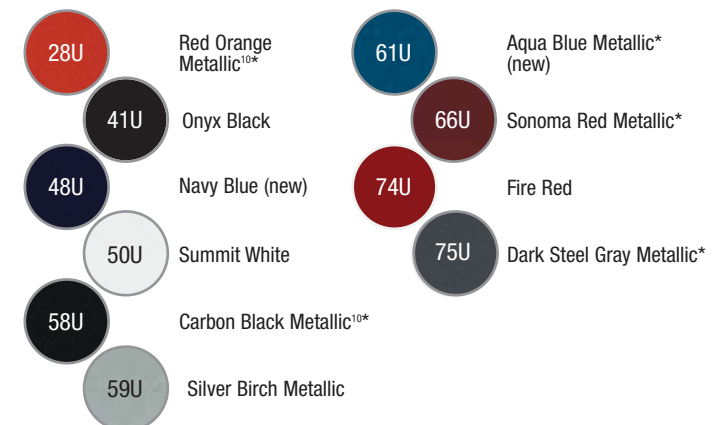 28U
Red Orange
Metallic¹⁰*
41U
Onyx Black
48U
Navy Blue (new)
50U
Summit White
58U
Carbon Black Metallic¹⁰*
59U
Silver Birch Metallic
61U
Aqua Blue Metallic*
(new)
66U
Sonoma Red Metallic*
74U
Fire Red
75U
Dark Steel Gray Metallic*